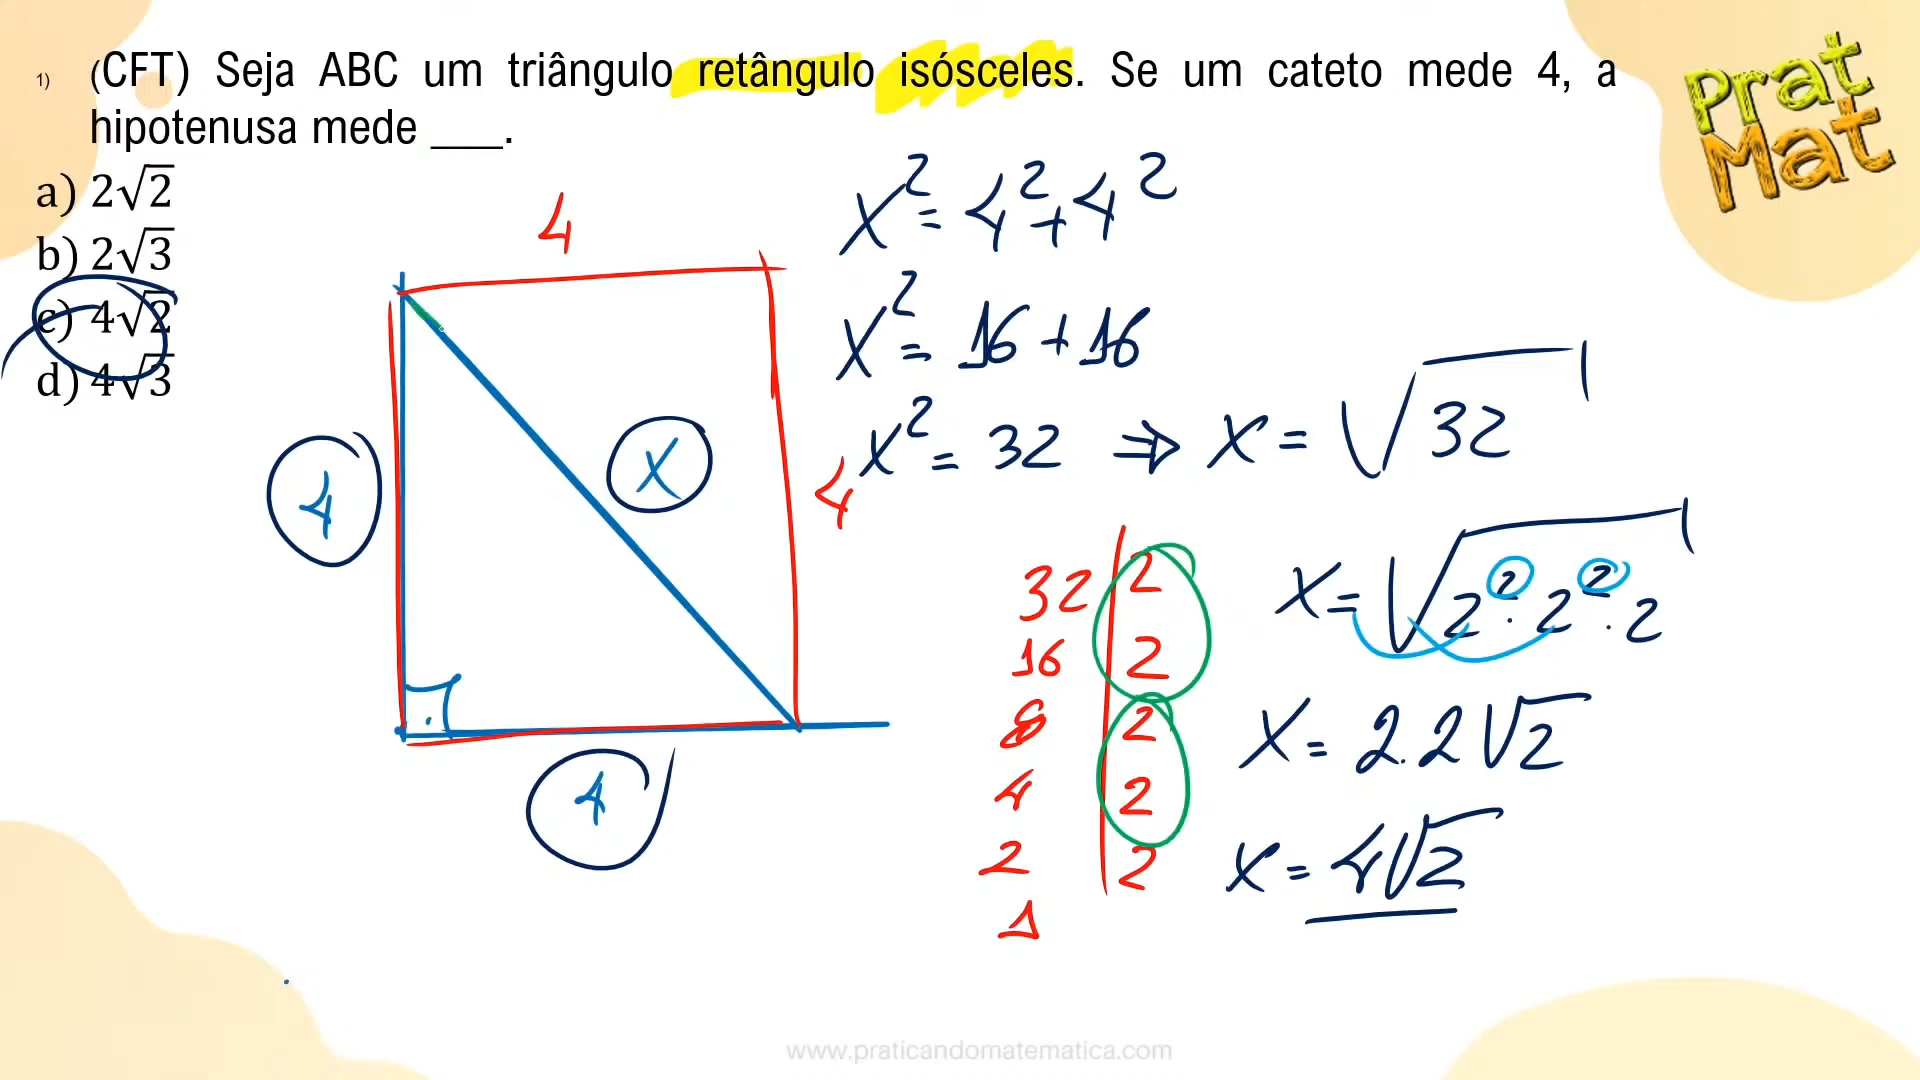 1) (CFT) Seja ABC um triângulo retângulo isósceles. Se um cateto mede 4, a
hipotenusa mede ___.
a) 2√2
b) 2√3
c) 4√2
d) 4√3
Prat
Mat
4
4
4
x
4
x² = 4² + 4²
x² = 16 + 16
x² = 32 ⇒ x = √32
32 | 2
16 | 2
8 | 2
4 | 2
2 | 2
1
x = √2² · 2² · 2
x = 2.2√2
x = 4√2
www.praticandomatematica.com